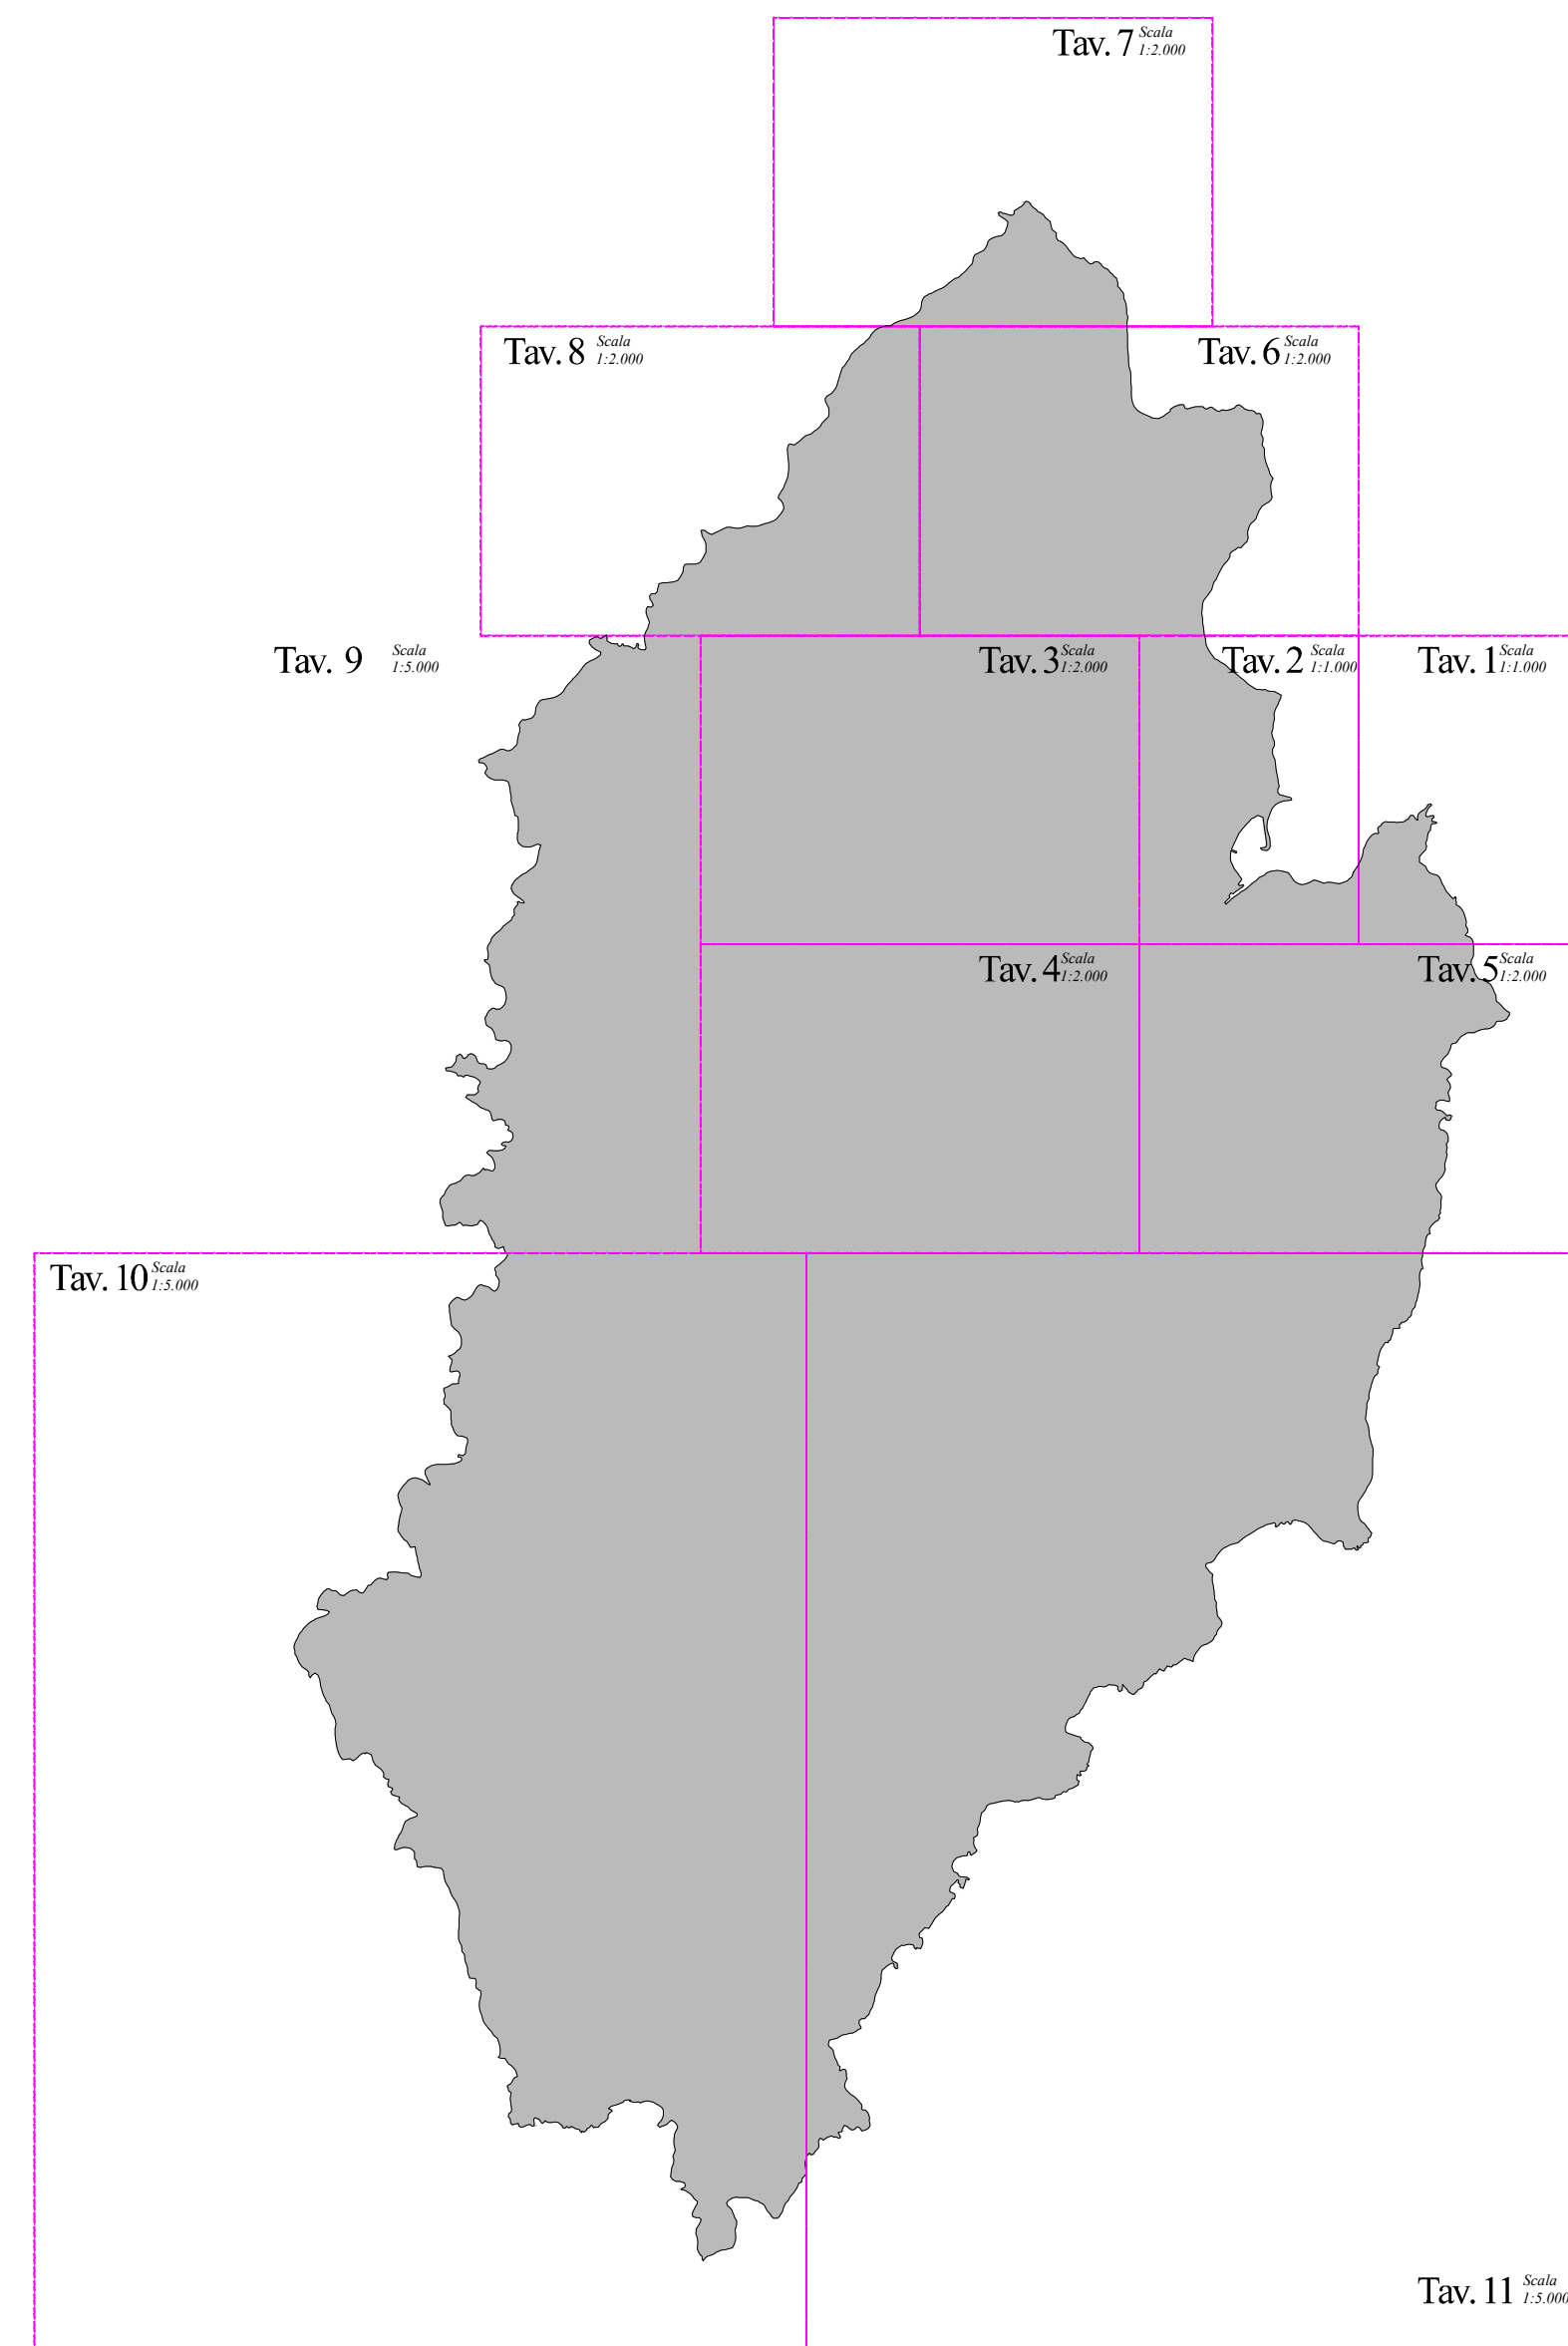 Tav. 7 Scala
1:2.000
Tav. 8 Scala
1:2.000
Tav. 6 Scala
1:2.000
Tav. 9 Scala
1:5.000
Tav. 3 Scala
1:2.000
Tav. 2 Scala
1:1.000
Tav. 1 Scala
1:1.000
Tav. 4 Scala
1:2.000
Tav. 5 Scala
1:2.000
Tav. 10 Scala
1:5.000
Tav. 11 Scala
1:5.000